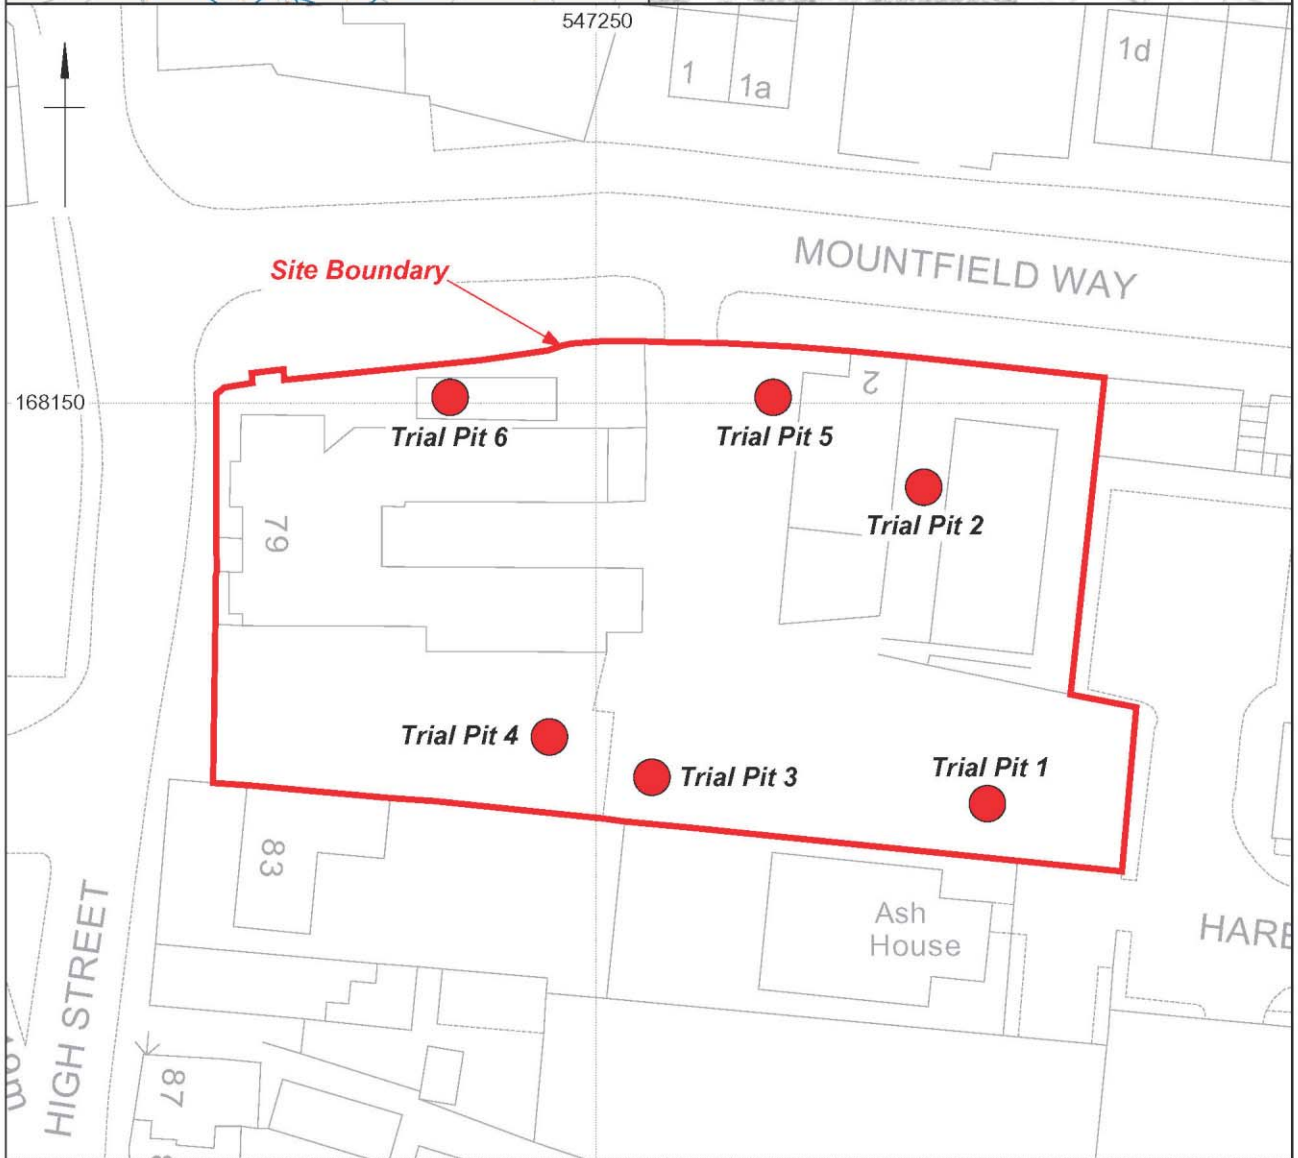 547250
1
1a
1d
MOUNTFIELD WAY
Site Boundary
2
168150
Trial Pit 6
Trial Pit 5
Trial Pit 2
79
Trial Pit 4
Trial Pit 3
Trial Pit 1
83
Ash
House
HARE
HIGH STREET
87